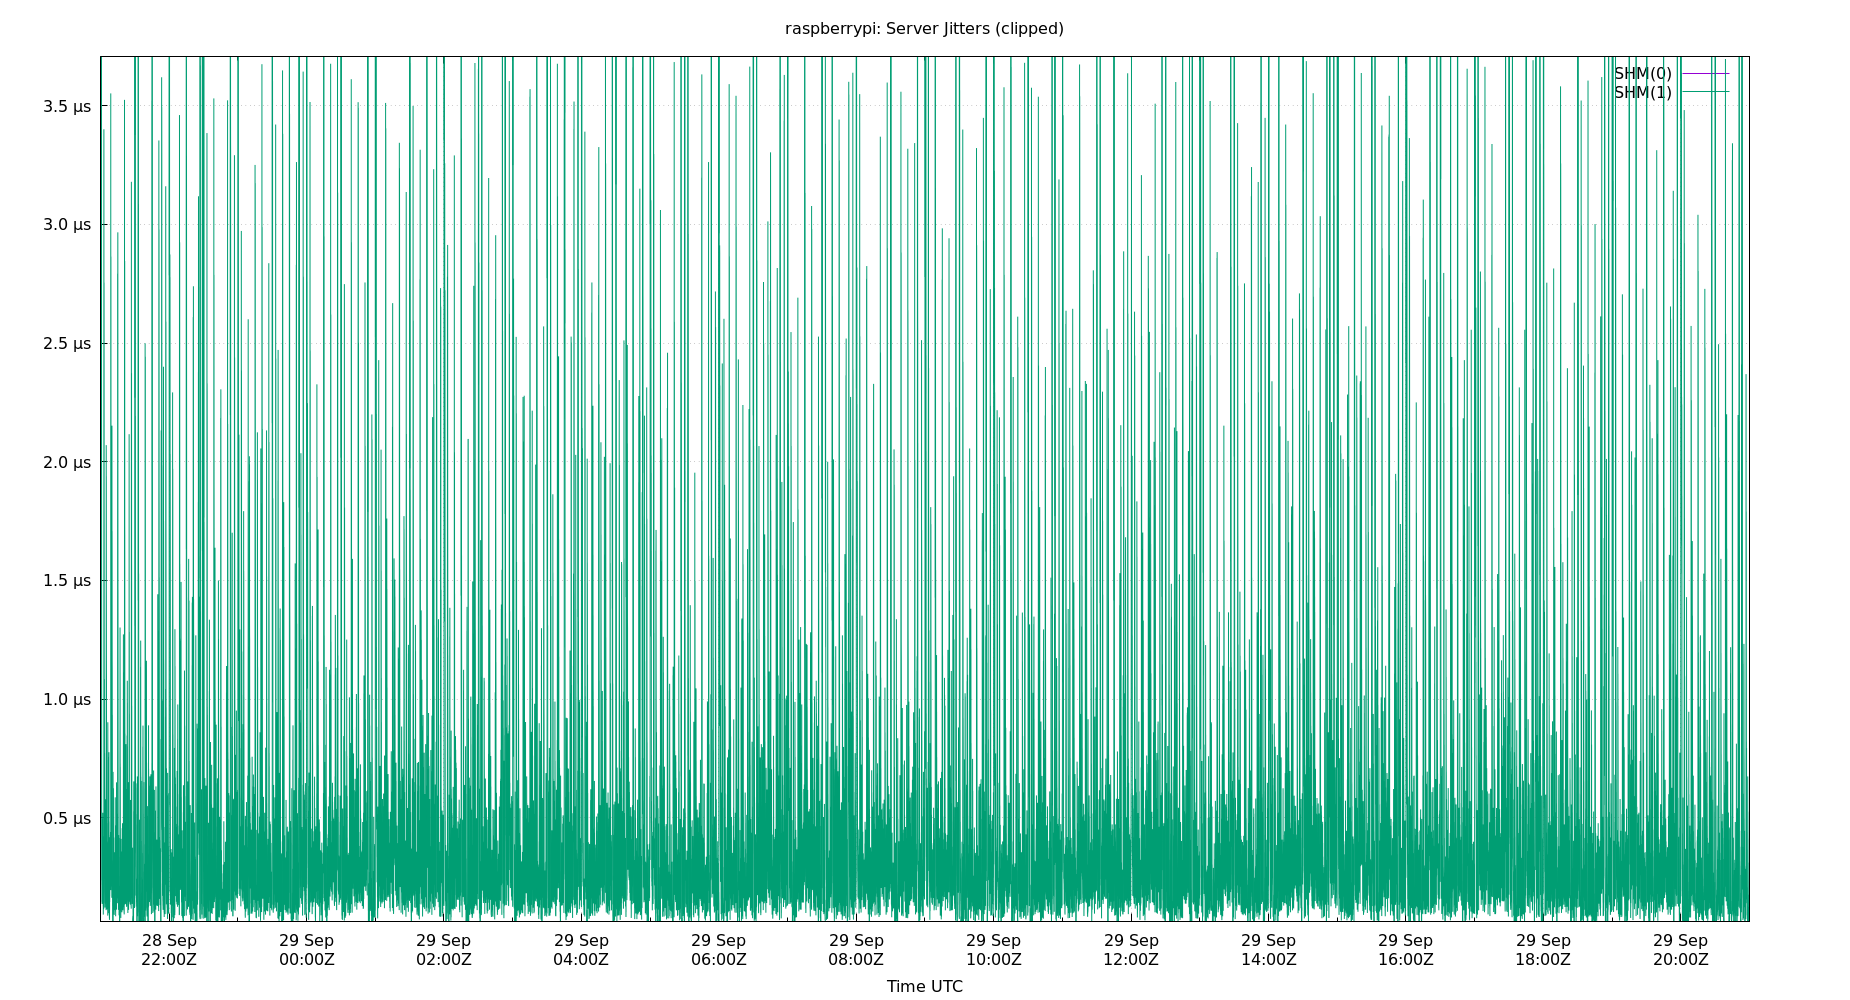 raspberrypi: Server Jitters (clipped)
SHM(0)
SHM(1)
3.5 µs
3.0 µs
2.5 µs
2.0 µs
1.5 µs
1.0 µs
0.5 µs
28 Sep 29 Sep 29 Sep 29 Sep 29 Sep 29 Sep 29 Sep 29 Sep 29 Sep 29 Sep 29 Sep 29 Sep
22:00Z 00:00Z 02:00Z 04:00Z 06:00Z 08:00Z 10:00Z 12:00Z 14:00Z 16:00Z 18:00Z 20:00Z
Time UTC